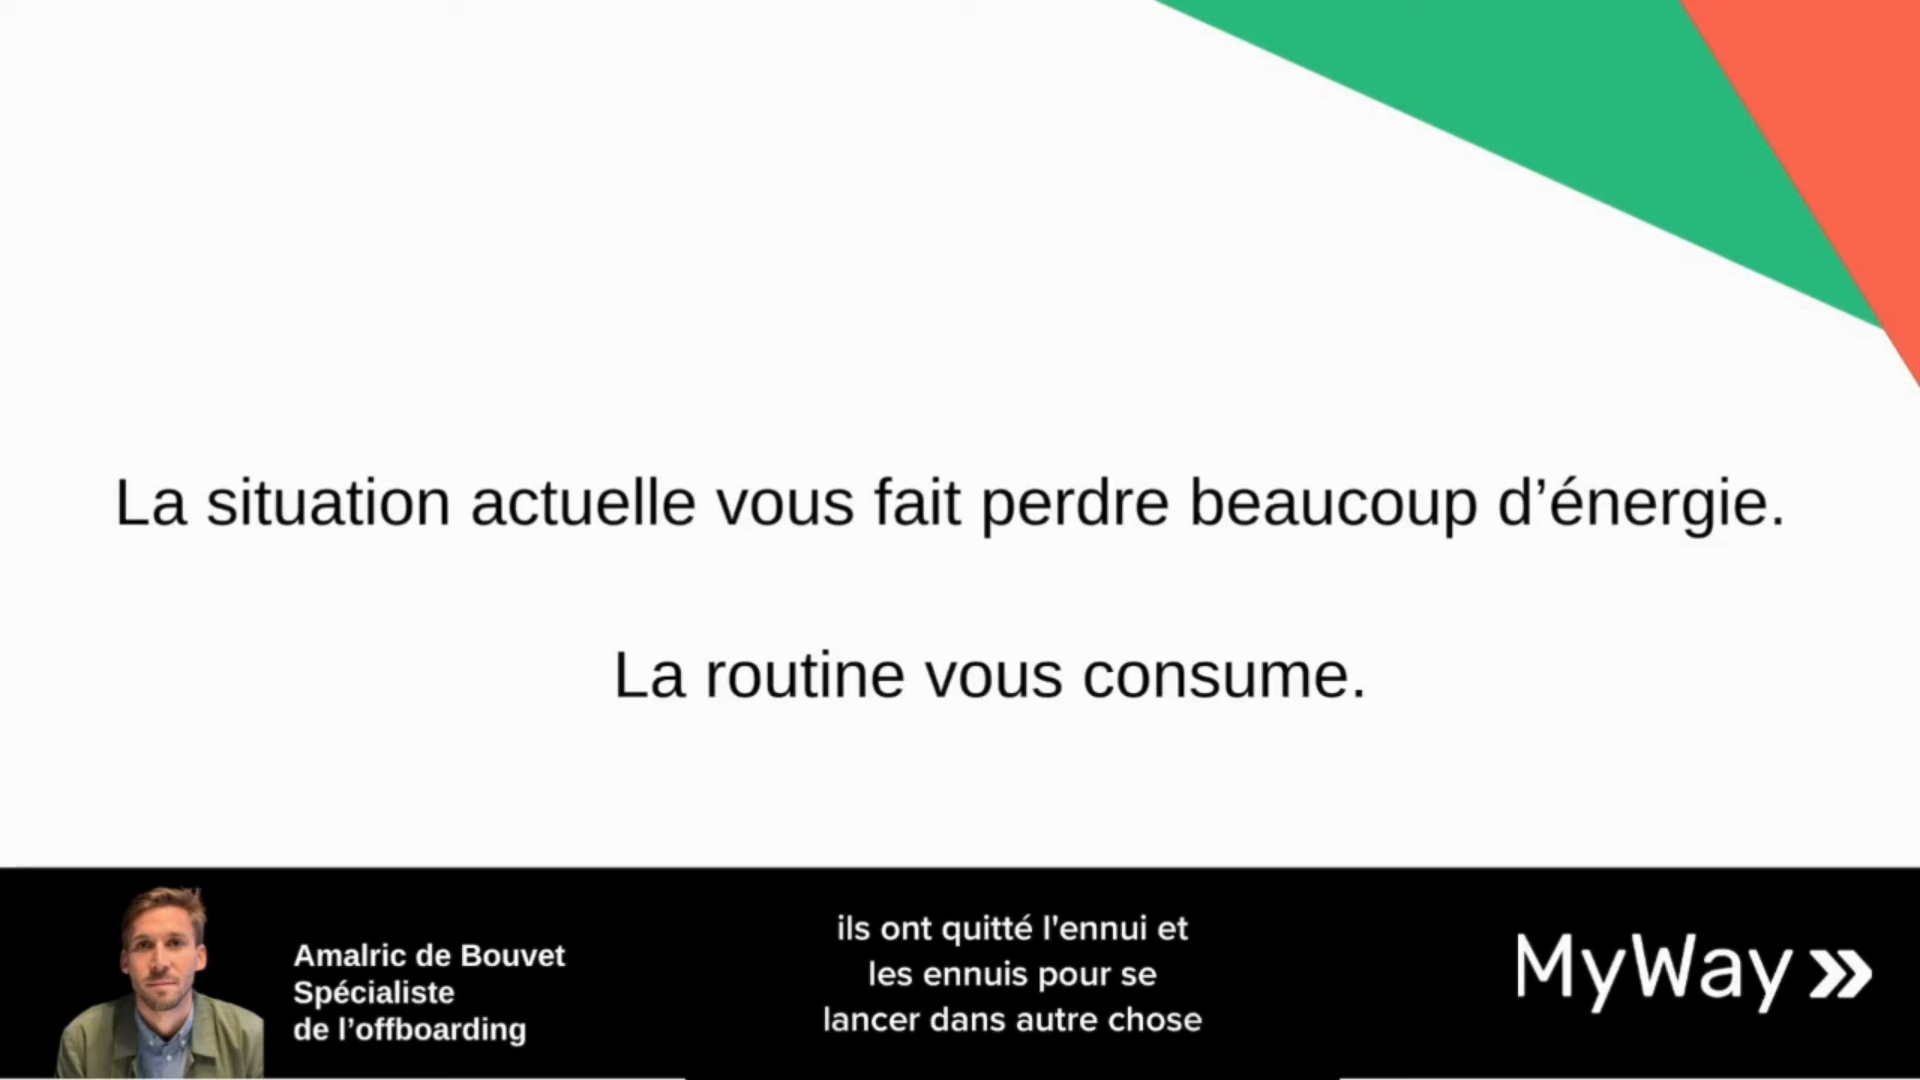 La situation actuelle vous fait perdre beaucoup d’énergie.
La routine vous consume.
Amalric de Bouvet
Spécialiste
de l’offboarding
ils ont quitté l'ennui et
les ennuis pour se
lancer dans autre chose
MyWay